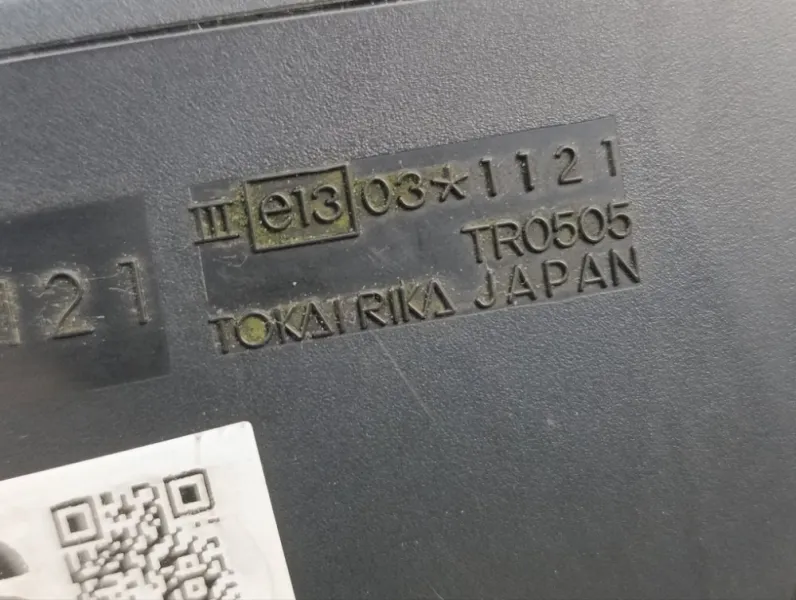 III e13 03*1121
TR0505
TOKAI RIKA JAPAN
121